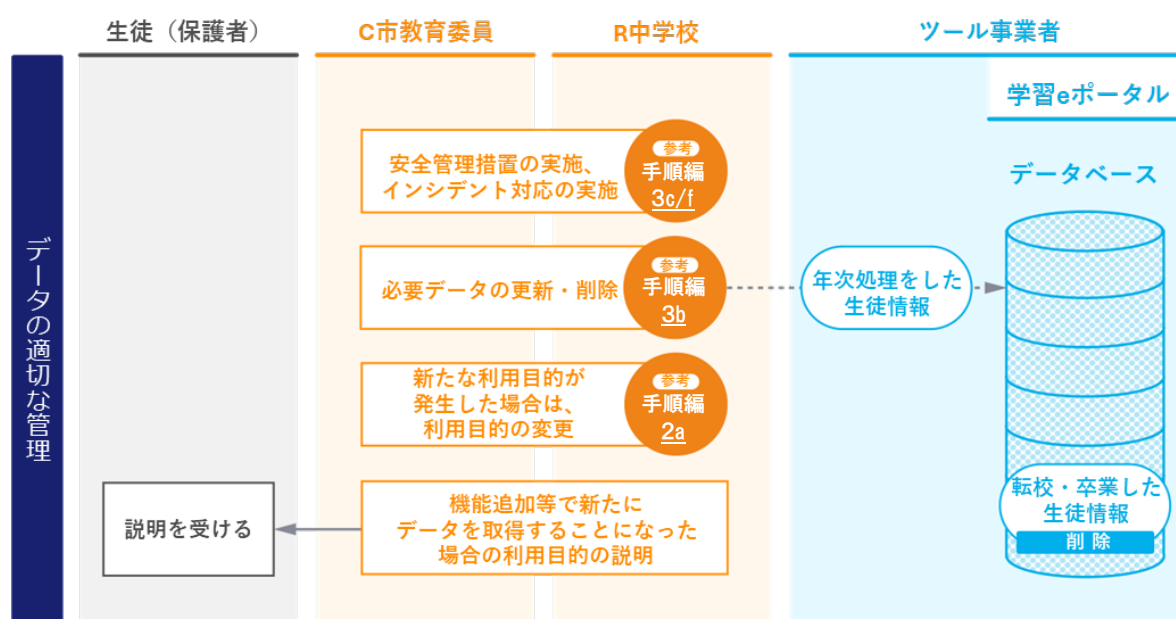 生徒（保護者）
C市教育委員
R中学校
ツール事業者
学習eポータル
データの適切な管理
安全管理措置の実施、
インシデント対応の実施
参考
手順編
3c/f
データベース
必要データの更新・削除
参考
手順編
3b
年次処理をした
生徒情報
新たな利用目的が
発生した場合は、
利用目的の変更
参考
手順編
2a
説明を受ける
機能追加等で新たに
データを取得することになった
場合の利用目的の説明
転校・卒業した
生徒情報
削除